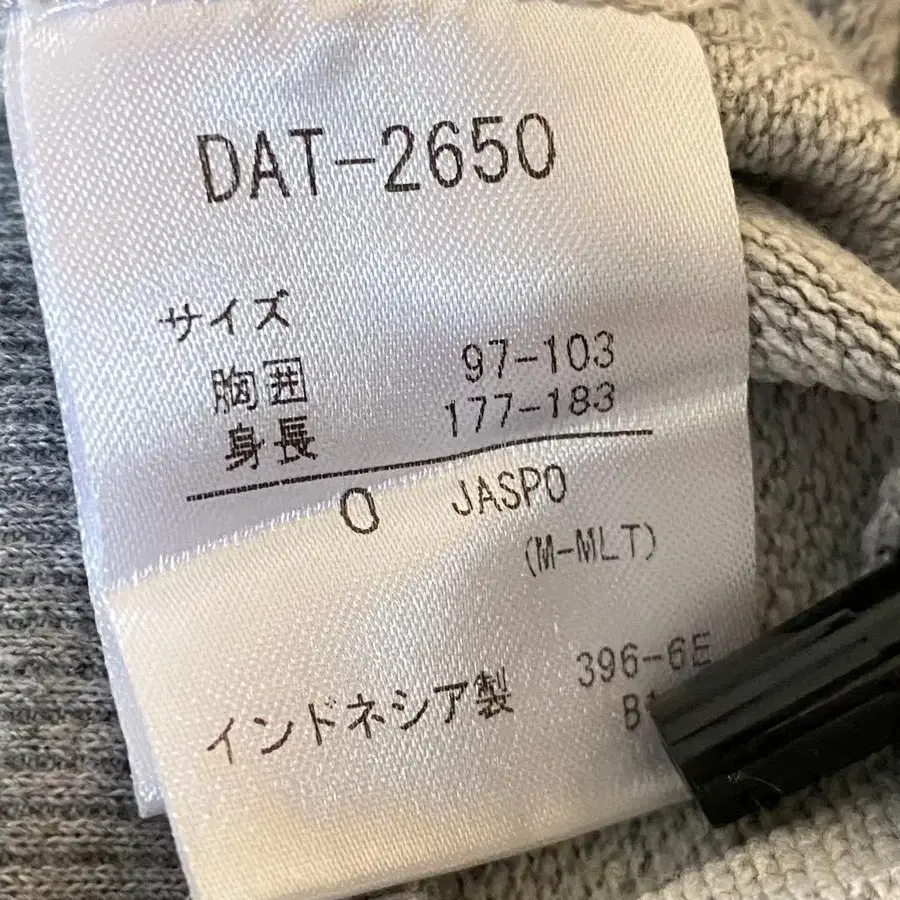 DAT-2650
サイズ
胸囲 97-103
身長 177-183
O JASPO
(M-MLT)
インドネシア製 396-6E